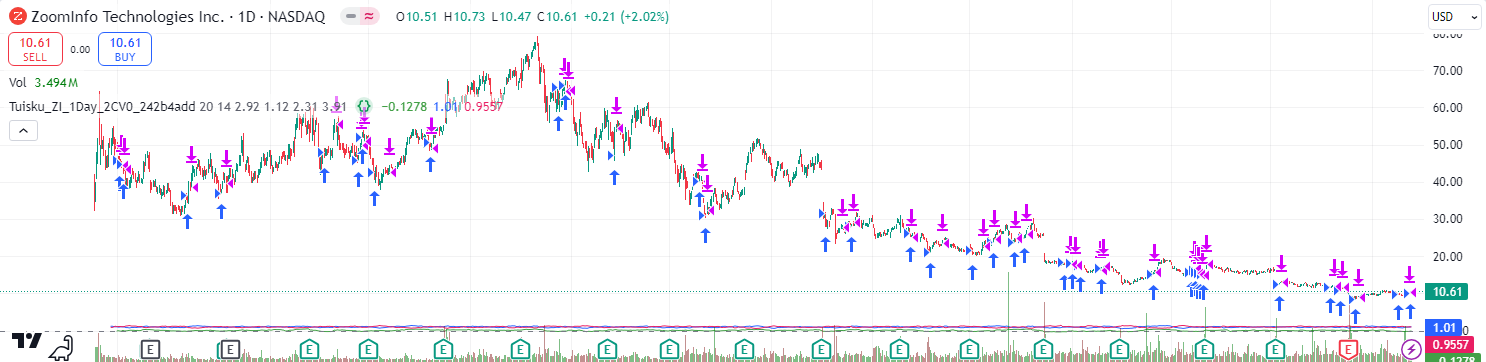 Z ZoomInfo Technologies Inc. · 1D · NASDAQ O10.51 H10.73 L10.47 C10.61 +0.21 (+2.02%)
USD
10.61 SELL
0.00
10.61 BUY
Vol 3.494 M
Tuisku_ZI_1Day_2CV0_242b4add 20 14 2.92 1.12 2.31 3.91 {} −0.1278 1.01 0.9557
80.00
70.00
60.00
50.00
40.00
30.00
20.00
10.61
1.01
0.9557
-0.1278
E E E E E E E E E E E E E E E E